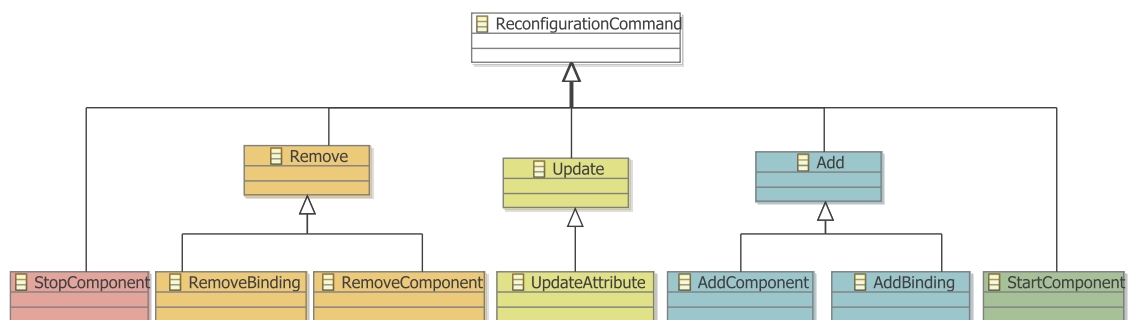 ReconfigurationCommand
Remove
Update
Add
StopComponent
RemoveBinding
RemoveComponent
UpdateAttribute
AddComponent
AddBinding
StartComponent